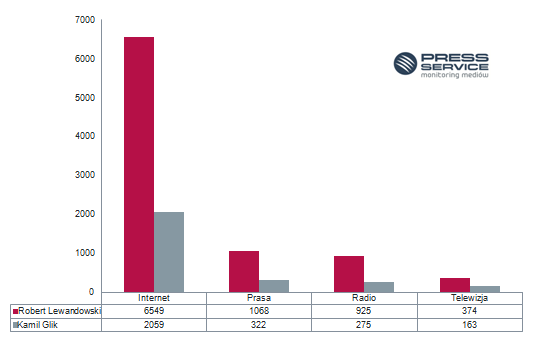 7000
6000
5000
4000
3000
2000
1000
0
PRESS
SERVICE
monitoring mediów
Internet Prasa Radio Telewizja
Robert Lewandowski 6549 1068 925 374
Kamil Glik 2059 322 275 163